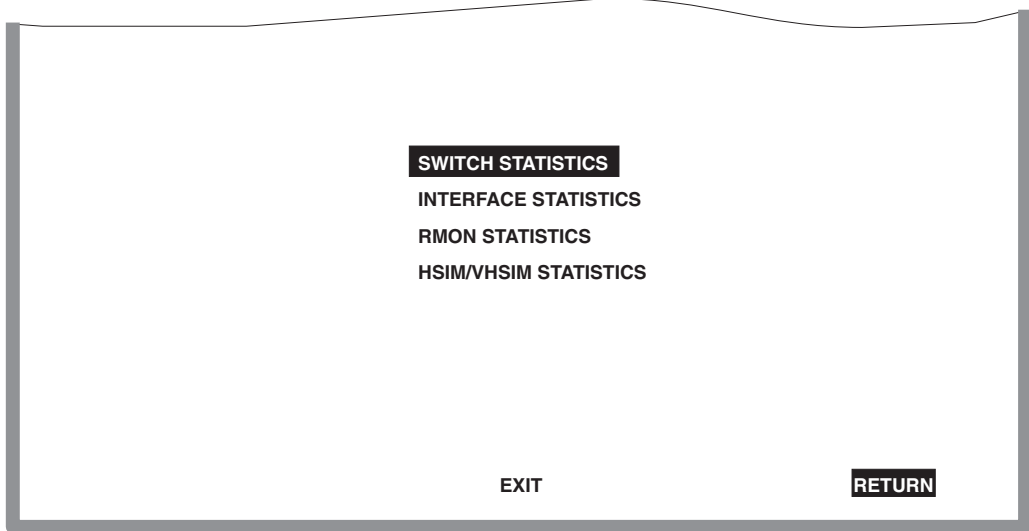 SWITCH STATISTICS
INTERFACE STATISTICS
RMON STATISTICS
HSIM/VHSIM STATISTICS
EXIT RETURN